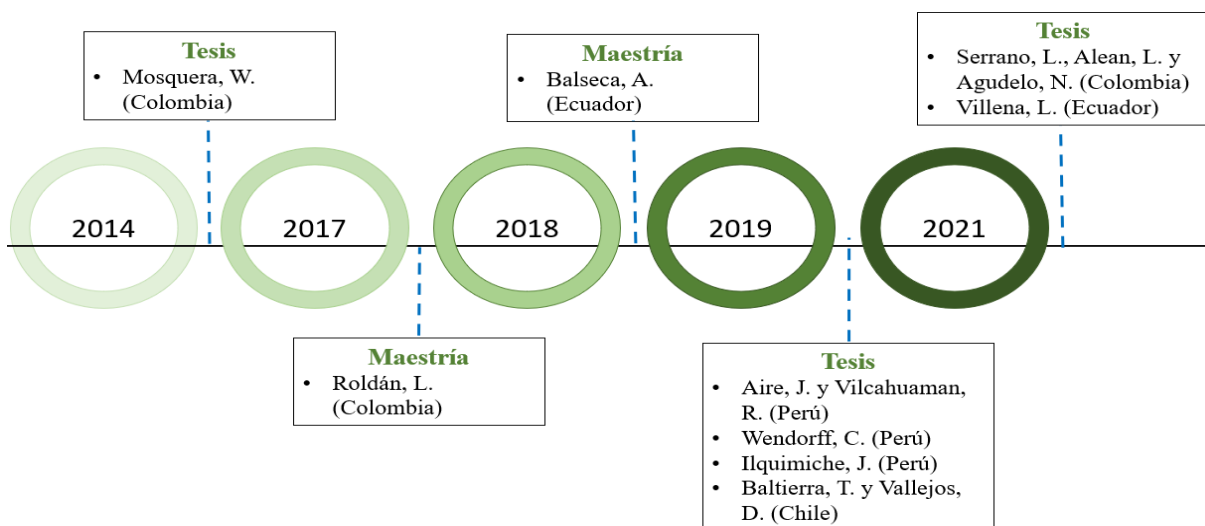 Tesis
• Mosquera, W.
(Colombia)
Maestría
• Balseca, A.
(Ecuador)
Tesis
• Serrano, L., Alean, L. y
Agudelo, N. (Colombia)
• Villena, L. (Ecuador)
2014
2017
2018
2019
2021
Maestría
• Roldán, L.
(Colombia)
Tesis
• Aire, J. y Vilcahuaman,
R. (Perú)
• Wendorff, C. (Perú)
• Ilquimiche, J. (Perú)
• Baltierra, T. y Vallejos,
D. (Chile)